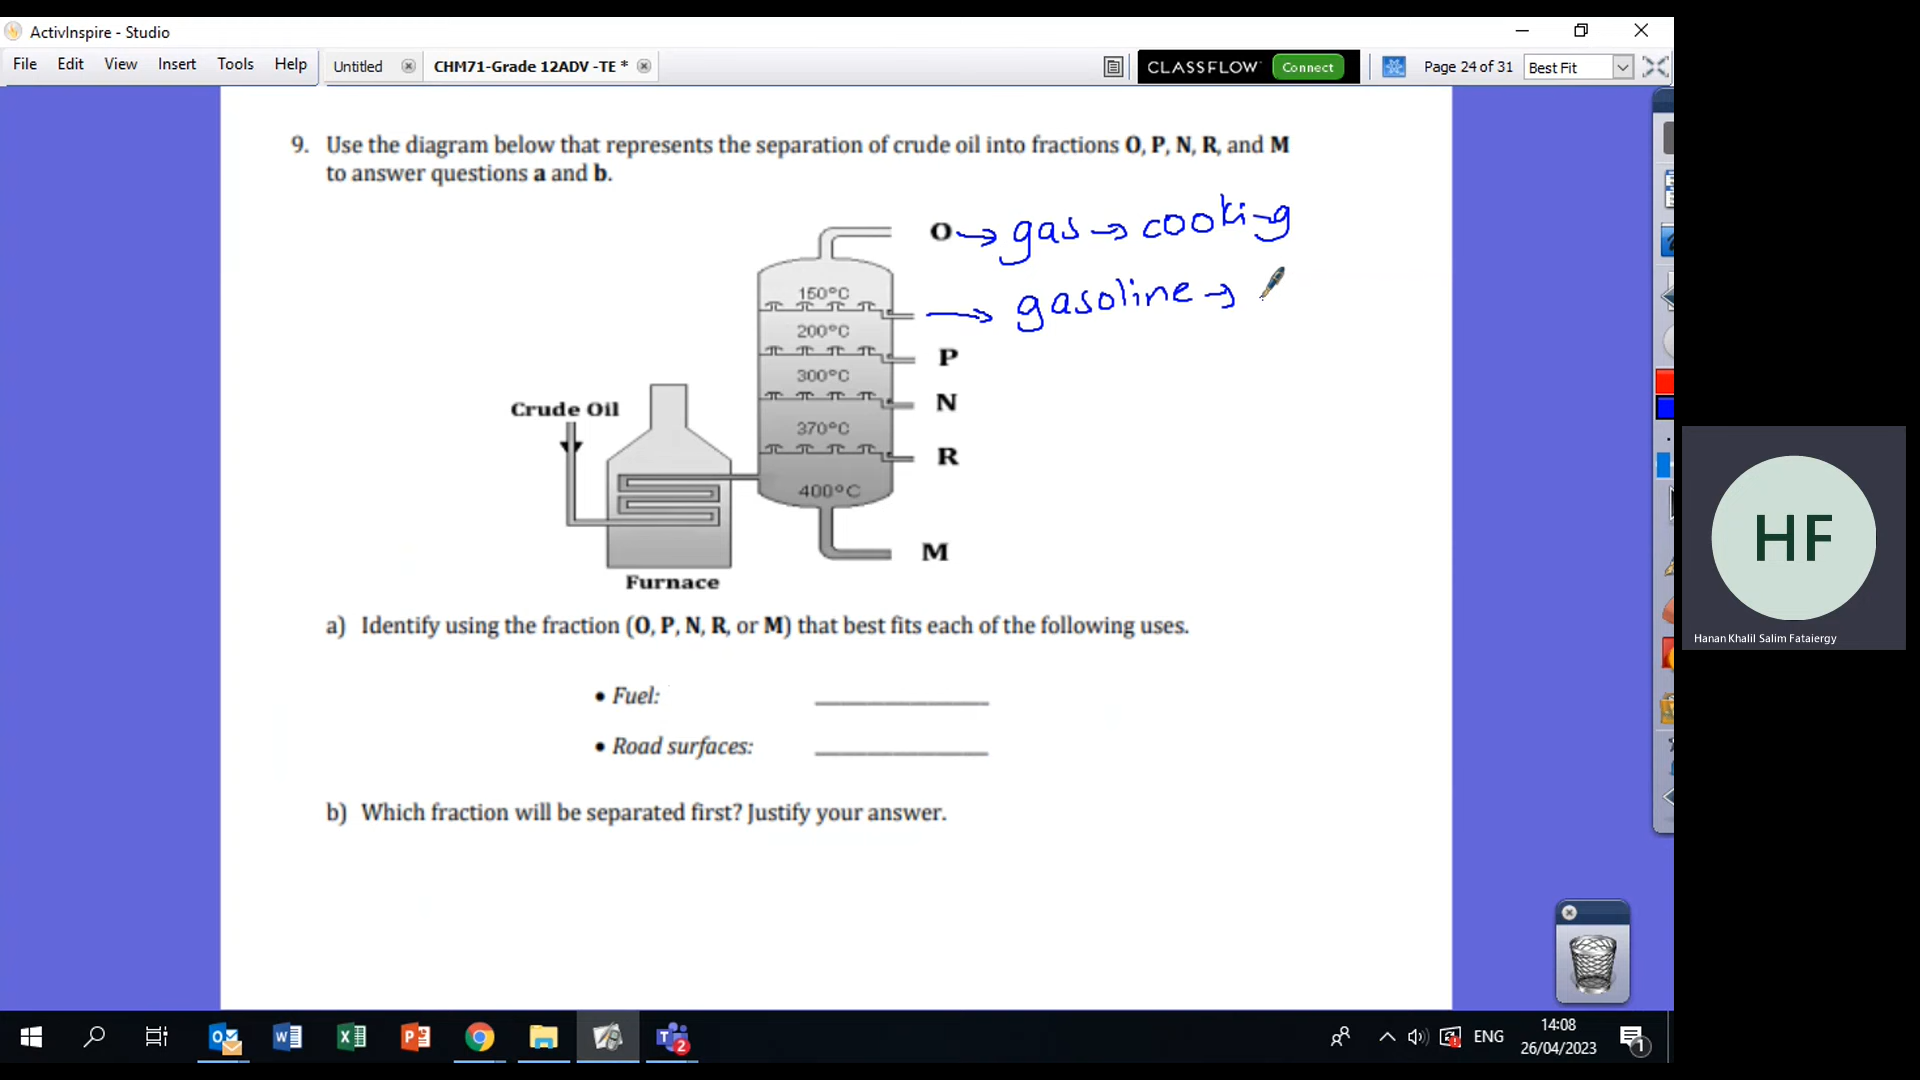 ActivInspire - Studio
File Edit View Insert Tools Help Untitled CHM71-Grade 12ADV -TE * CLASSFLOW Connect Page 24 of 31 Best Fit
9. Use the diagram below that represents the separation of crude oil into fractions O, P, N, R, and M
to answer questions a and b.
O → gas → cooking
150°C
→ gasoline →
200°C
P
300°C
N
Crude Oil
370°C
R
400°C
M
Furnace
a) Identify using the fraction (O, P, N, R, or M) that best fits each of the following uses.
• Fuel: ____________
• Road surfaces: ____________
b) Which fraction will be separated first? Justify your answer.
HF
Hanan Khalil Salim Fataiergy
2
ENG
14:08
26/04/2023
1